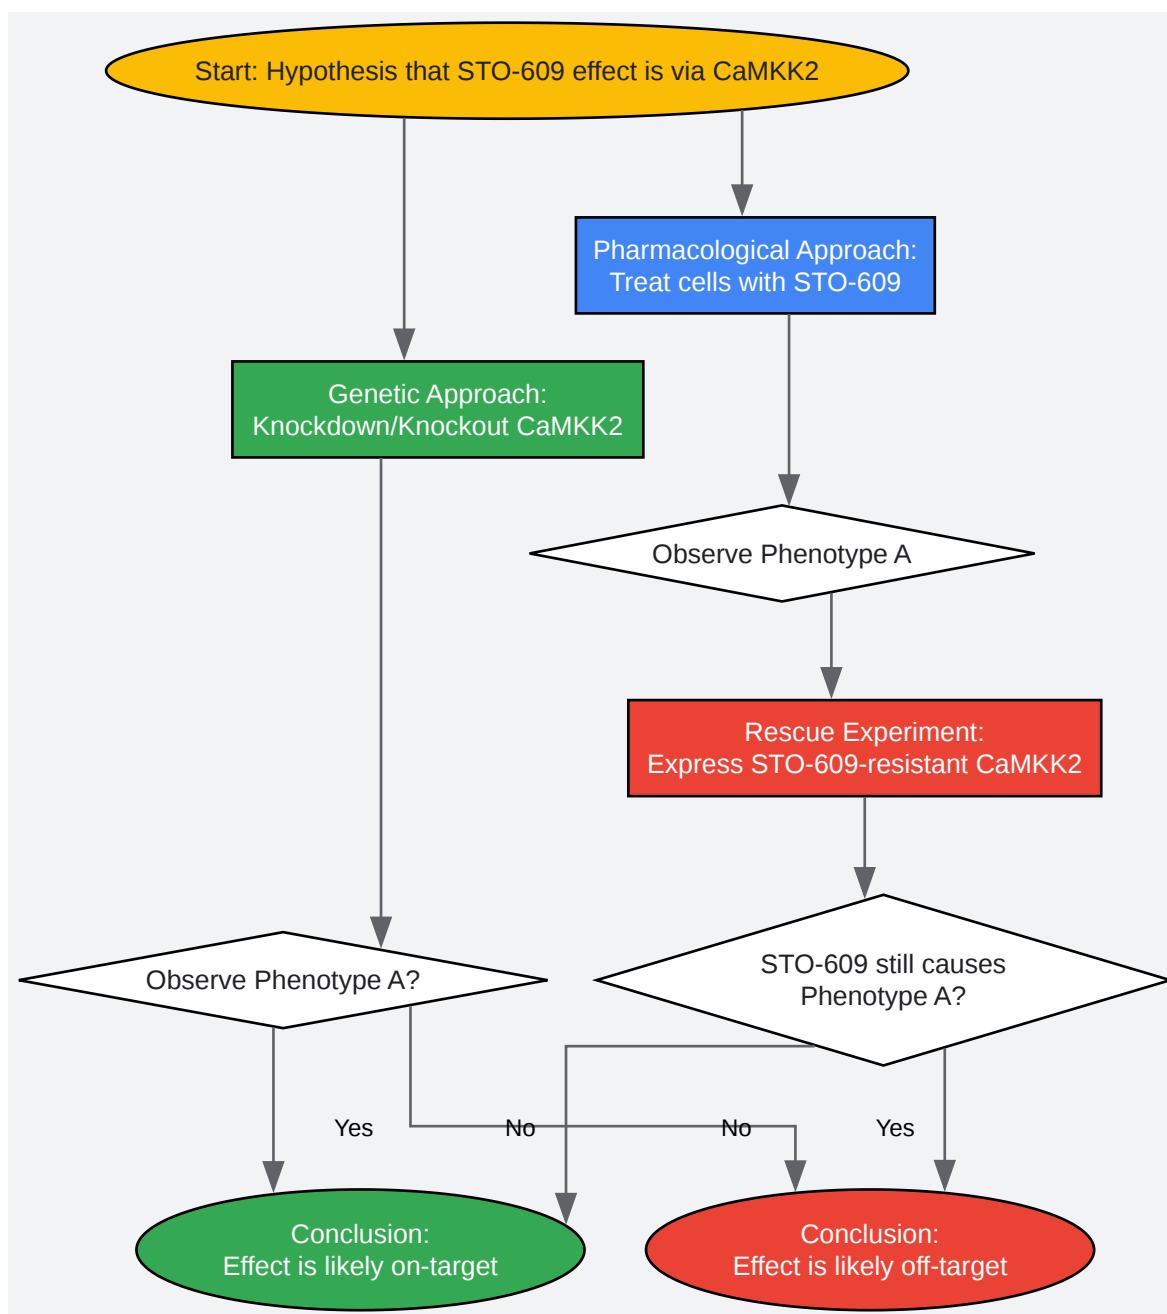 Start: Hypothesis that STO-609 effect is via CaMKK2
Pharmacological Approach:
Treat cells with STO-609
Genetic Approach:
Knockdown/Knockout CaMKK2
Observe Phenotype A
Rescue Experiment:
Express STO-609-resistant CaMKK2
Observe Phenotype A?
STO-609 still causes
Phenotype A?
Yes
No
No
Yes
Conclusion:
Effect is likely on-target
Conclusion:
Effect is likely off-target